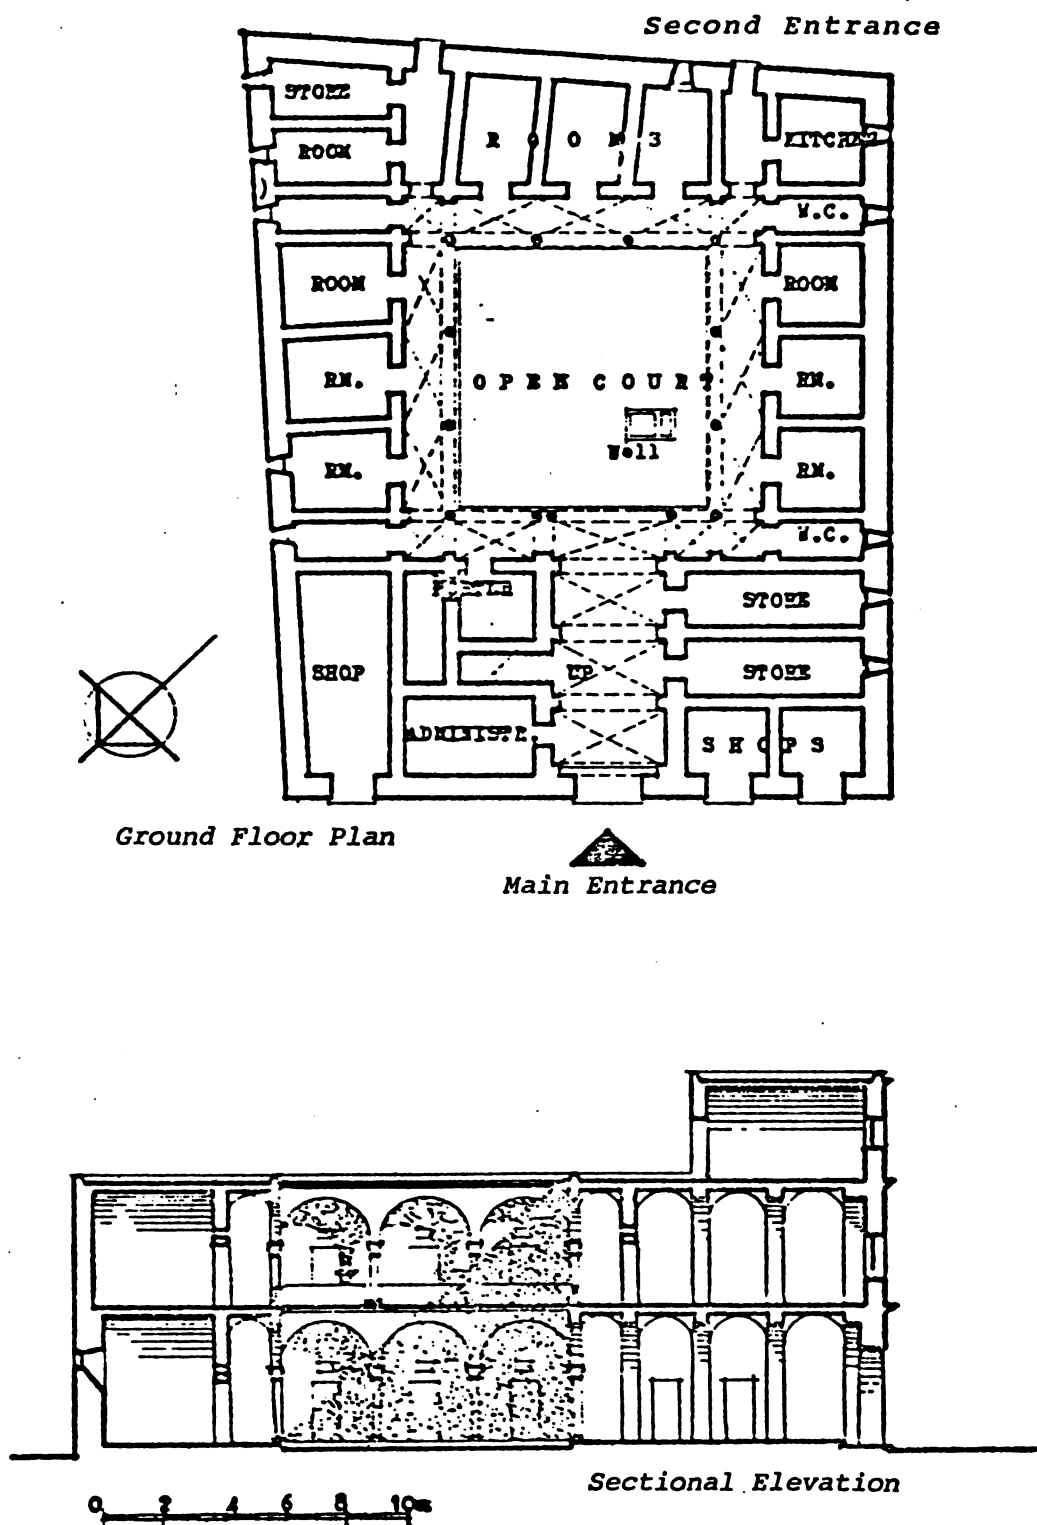 Second Entrance
STORE
R O O M S
KITCHEN
ROOM
W.C.
ROOM
ROOM
OPEN COURT
RM.
RM.
Well
RM.
RM.
W.C.
STORE
SHOP
UP
STORE
ADMINISTR.
SHOPS
Ground Floor Plan
Main Entrance
Sectional Elevation
0 2 4 6 8 10m